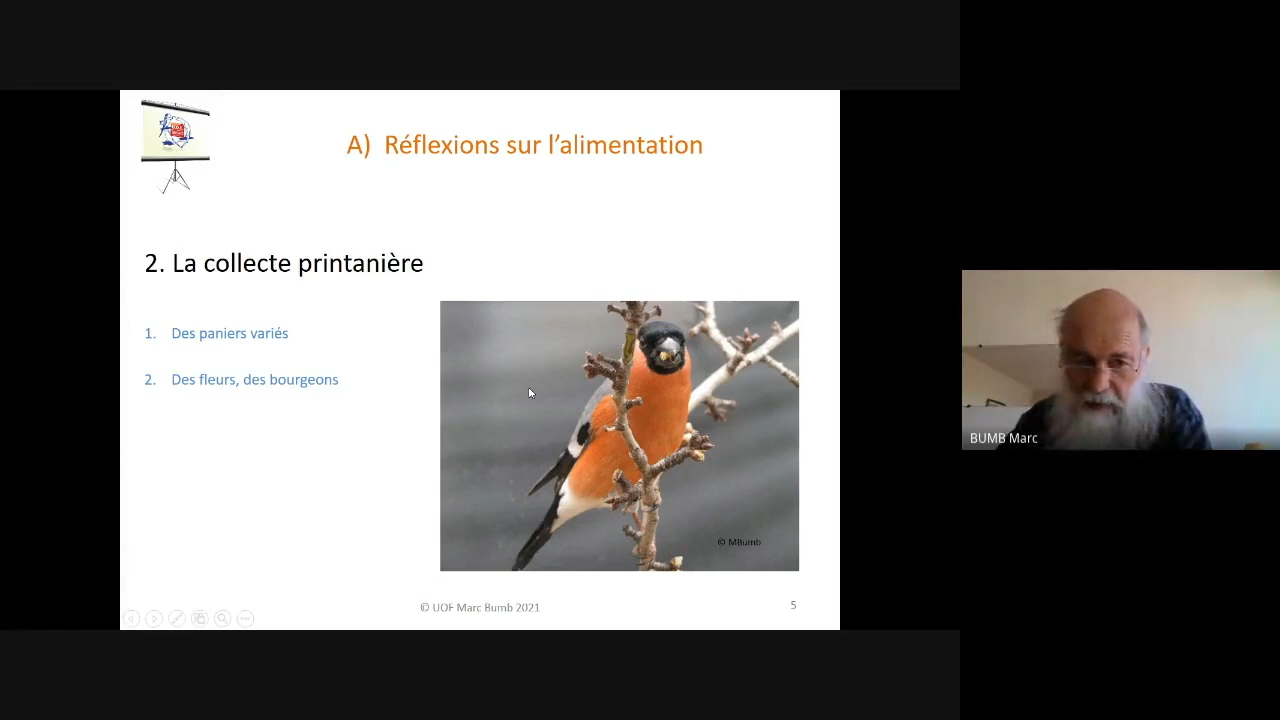 A) Réflexions sur l’alimentation
2. La collecte printanière
1. Des paniers variés
2. Des fleurs, des bourgeons
© MBumb
© UOF Marc Bumb 2021
5
BUMB Marc